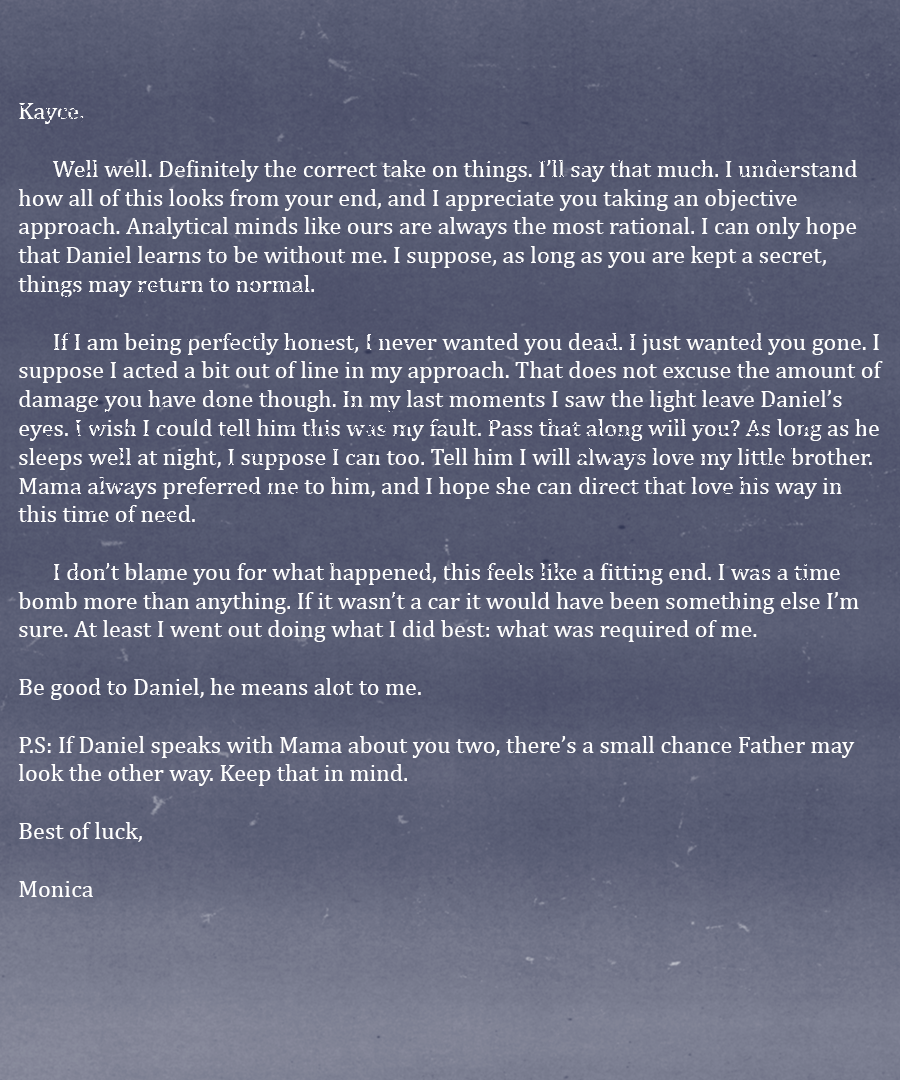 Kayce.
Well well. Definitely the correct take on things. I’ll say that much. I understand
how all of this looks from your end, and I appreciate you taking an objective
approach. Analytical minds like ours are always the most rational. I can only hope
that Daniel learns to be without me. I suppose, as long as you are kept a secret,
things may return to normal.
If I am being perfectly honest, I never wanted you dead. I just wanted you gone. I
suppose I acted a bit out of line in my approach. That does not excuse the amount of
damage you have done though. In my last moments I saw the light leave Daniel’s
eyes. I wish I could tell him this was my fault. Pass that along will you? As long as he
sleeps well at night, I suppose I can too. Tell him I will always love my little brother.
Mama always preferred me to him, and I hope she can direct that love his way in
this time of need.
I don’t blame you for what happened, this feels like a fitting end. I was a time
bomb more than anything. If it wasn’t a car it would have been something else I’m
sure. At least I went out doing what I did best: what was required of me.
Be good to Daniel, he means alot to me.
P.S: If Daniel speaks with Mama about you two, there’s a small chance Father may
look the other way. Keep that in mind.
Best of luck,
Monica